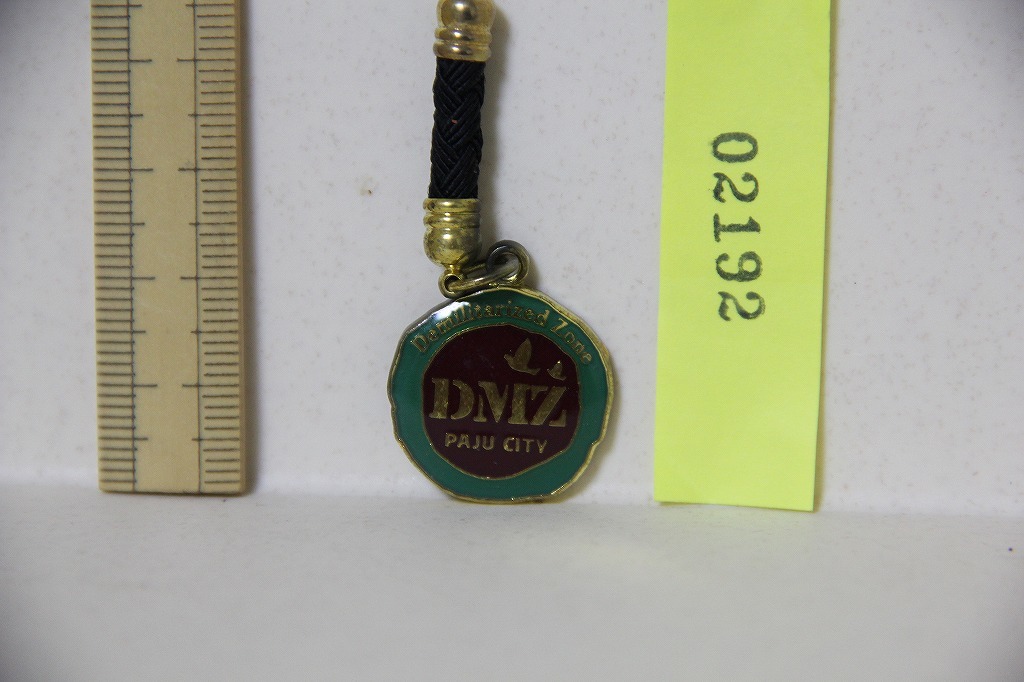 Demilitarized Zone
DMZ
PAJU CITY
02192